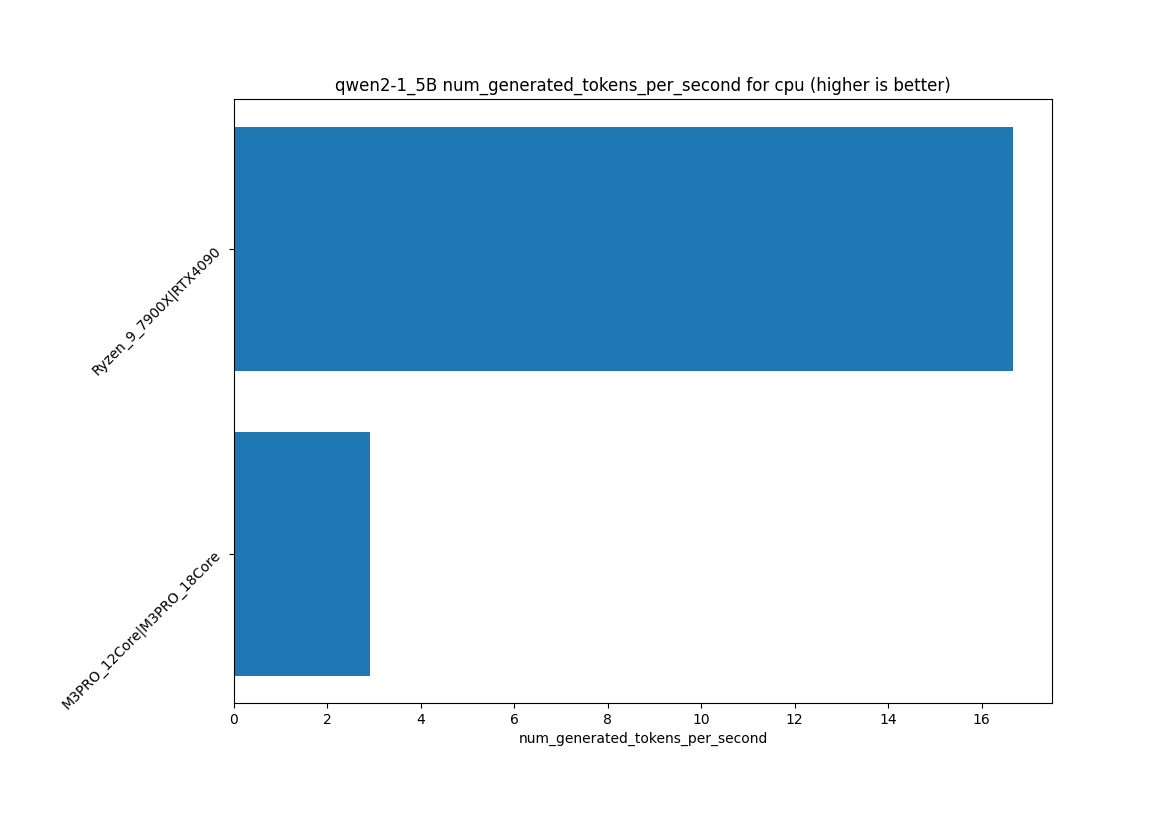 qwen2-1_5B num_generated_tokens_per_second for cpu (higher is better)
Ryzen_9_7900X|RTX4090
M3PRO_12Core|M3PRO_18Core
0 2 4 6 8 10 12 14 16
num_generated_tokens_per_second